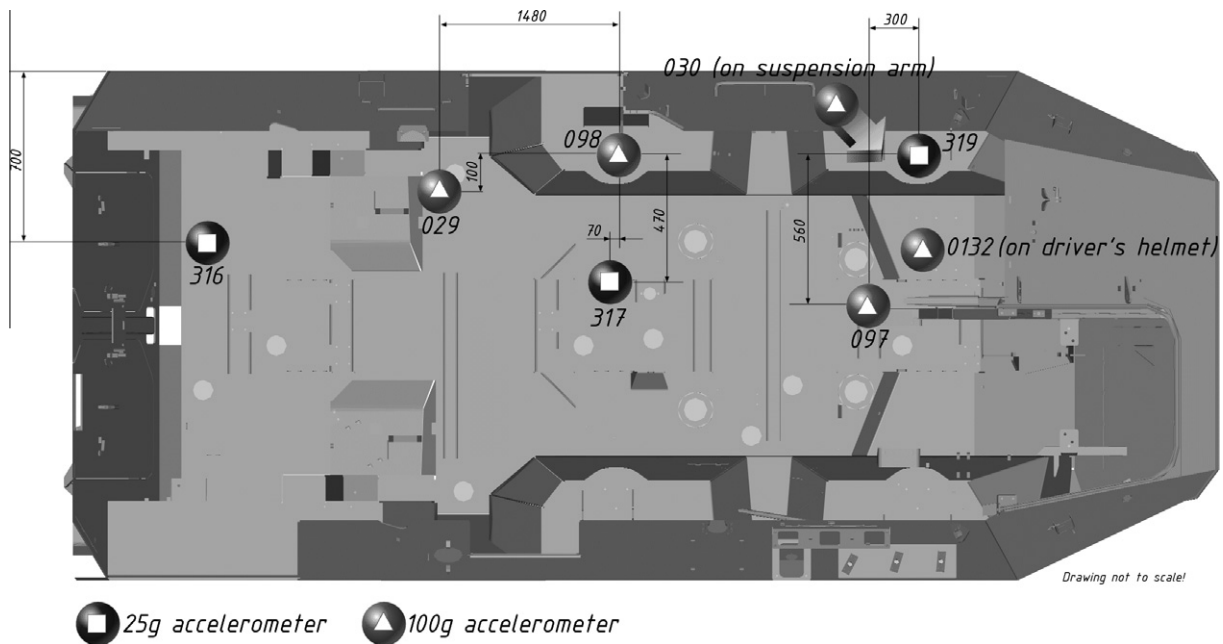 1480
300
030 (on suspension arm)
098
319
700
100
029
470
560
70
316
0132 (on driver's helmet)
317
097
Drawing not to scale!
25g accelerometer
100g accelerometer